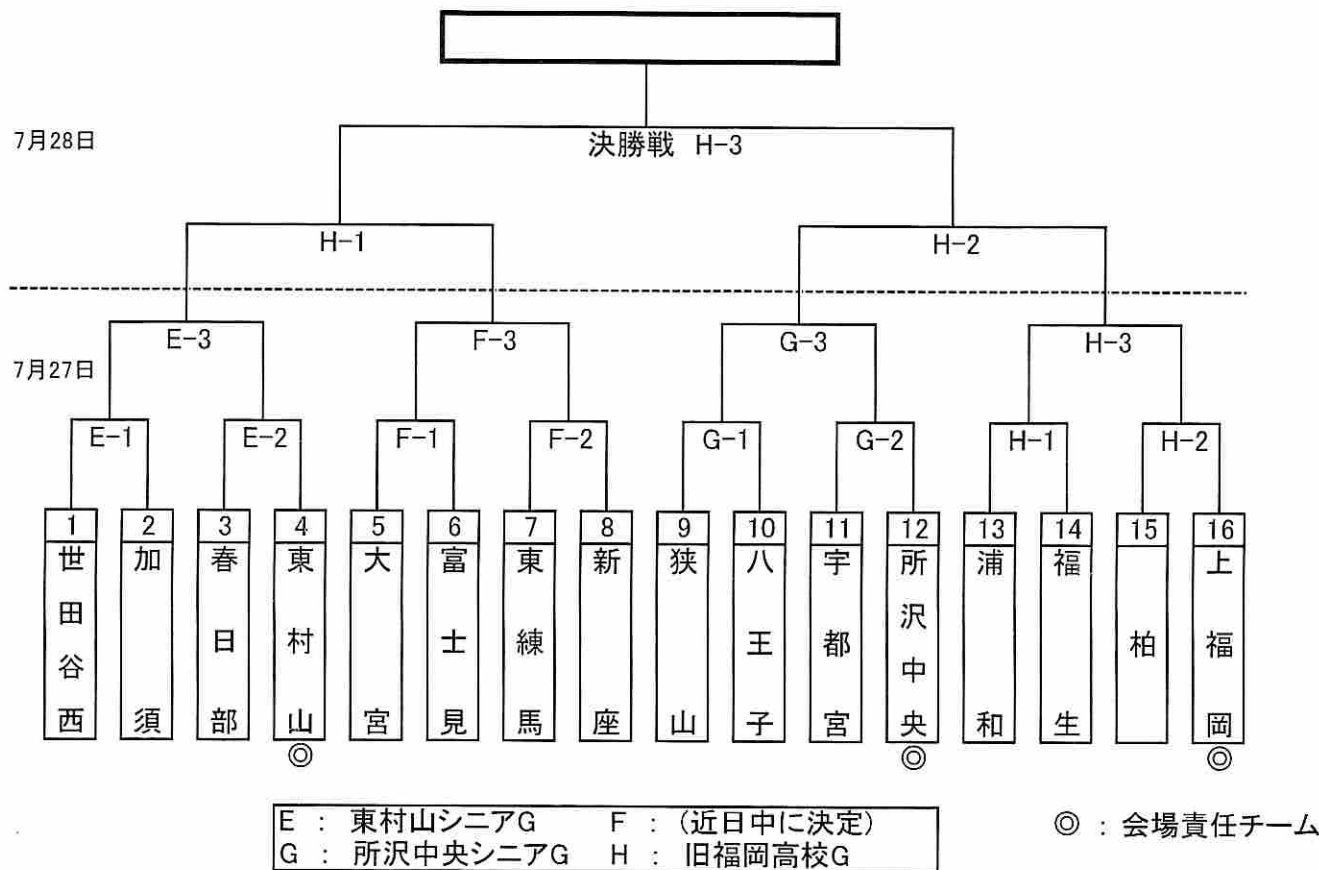 7月28日
決勝戦 H-3
H-1
H-2
E-3
F-3
G-3
H-3
7月27日
E-1
E-2
F-1
F-2
G-1
G-2
H-1
H-2
1 2 3 4 5 6 7 8 9 10 11 12 13 14 15 16
世田谷西
加須
春日部
東村山
大宮
富士見
東練馬
新座
狭山
八王子
宇都宮
所沢中央
浦和
福生
柏
上福岡
◎ ◎ ◎
E : 東村山シニアG F : (近日中に決定)
G : 所沢中央シニアG H : 旧福岡高校G
◎ : 会場責任チーム